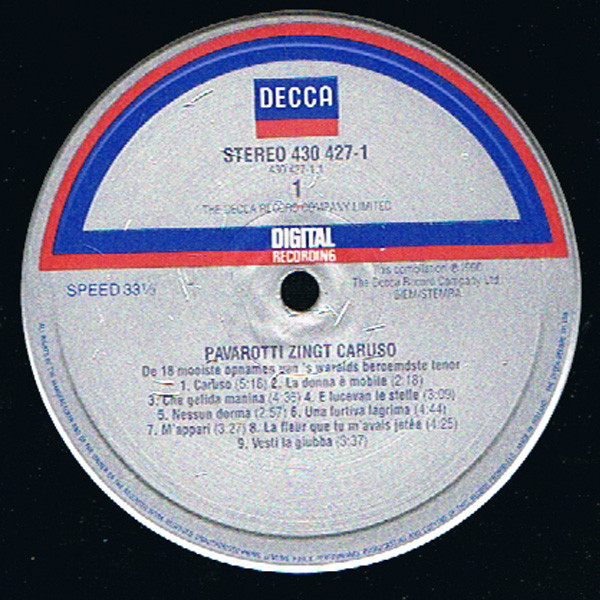 DECCA
STEREO 430 427-1
430 427-1.1
1
THE DECCA RECORD COMPANY LIMITED
DIGITAL
RECORDING
SPEED 33⅓
This compilation ℗ 1990
The Decca Record Company Ltd.
BIEM/STEMRA
PAVAROTTI ZINGT CARUSO
De 18 mooiste opnames van 's werelds beroemdste tenor
1. Caruso (5:16) 2. La donna è mobile (2:18)
3. Che gelida manina (4:36) 4. E lucevan le stelle (3:09)
5. Nessun dorma (2:57) 6. Una furtiva lagrima (4:44)
7. M'appari (3:27) 8. La fleur que tu m'avais jetée (4:25)
9. Vesti la giubba (3:37)